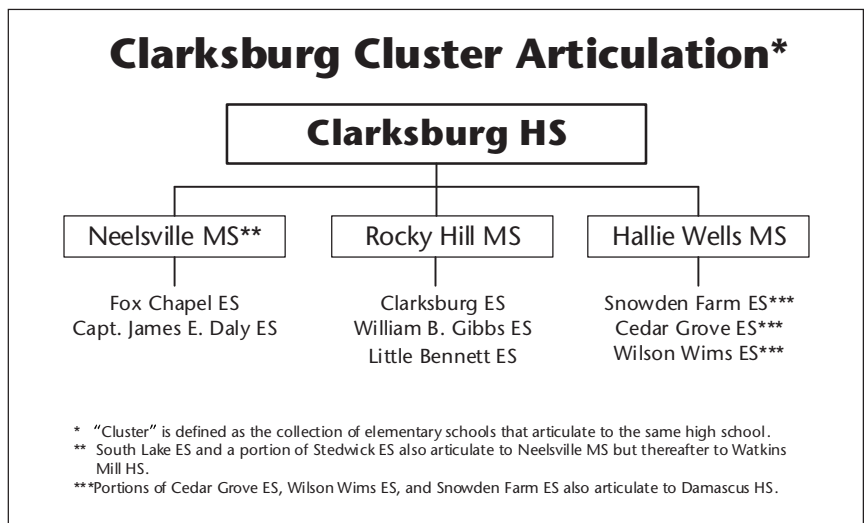 Clarksburg Cluster Articulation*
Clarksburg HS
Neelsville MS**
Rocky Hill MS
Hallie Wells MS
Fox Chapel ES
Capt. James E. Daly ES
Clarksburg ES
William B. Gibbs ES
Little Bennett ES
Snowden Farm ES***
Cedar Grove ES***
Wilson Wims ES***
* "Cluster" is defined as the collection of elementary schools that articulate to the same high school.
** South Lake ES and a portion of Stedwick ES also articulate to Neelsville MS but thereafter to Watkins
Mill HS.
***Portions of Cedar Grove ES, Wilson Wims ES, and Snowden Farm ES also articulate to Damascus HS.